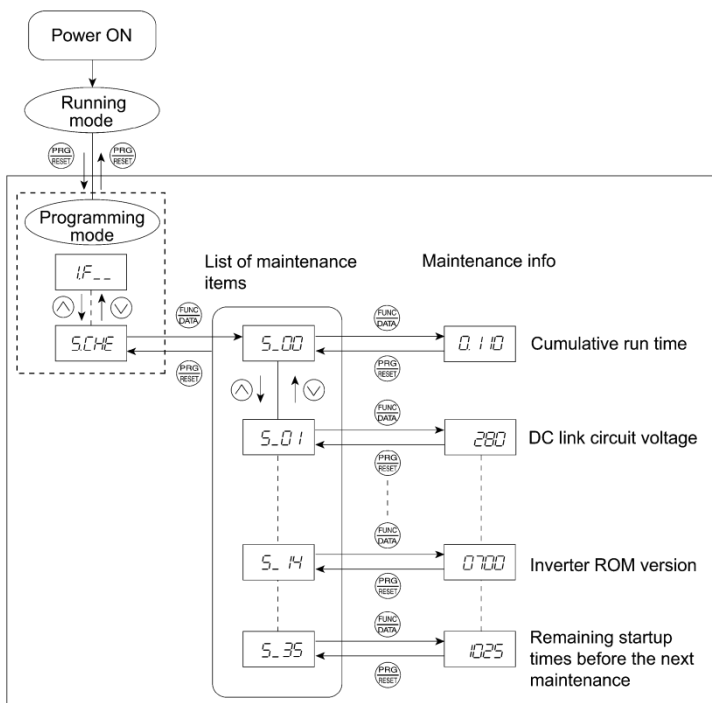 Power ON
Running
mode
PRG
RESET
PRG
RESET
Programming
mode
1.F__
5.CHE
List of maintenance
items
Maintenance info
FUNC
DATA
PRG
RESET
5_00
FUNC
DATA
PRG
RESET
0.110
Cumulative run time
5_01
FUNC
DATA
PRG
RESET
280
DC link circuit voltage
5_14
FUNC
DATA
PRG
RESET
0700
Inverter ROM version
5_35
FUNC
DATA
PRG
RESET
1025
Remaining startup
times before the next
maintenance